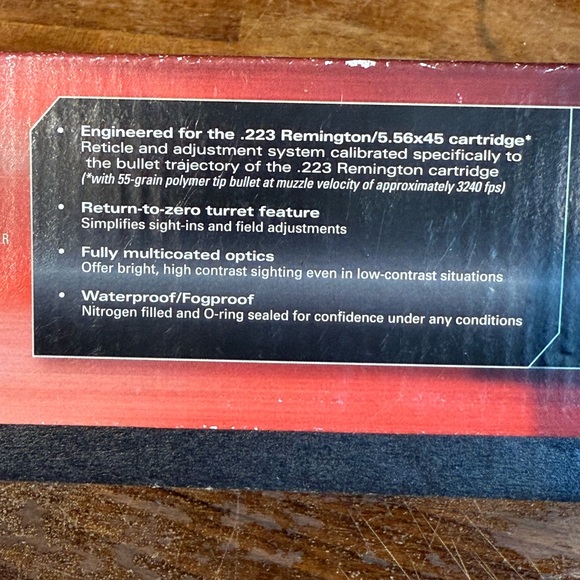 • Engineered for the .223 Remington/5.56x45 cartridge*
Reticle and adjustment system calibrated specifically to
the bullet trajectory of the .223 Remington cartridge
(*with 55-grain polymer tip bullet at muzzle velocity of approximately 3240 fps)
• Return-to-zero turret feature
Simplifies sight-ins and field adjustments
R
• Fully multicoated optics
Offer bright, high contrast sighting even in low-contrast situations
• Waterproof/Fogproof
Nitrogen filled and O-ring sealed for confidence under any conditions